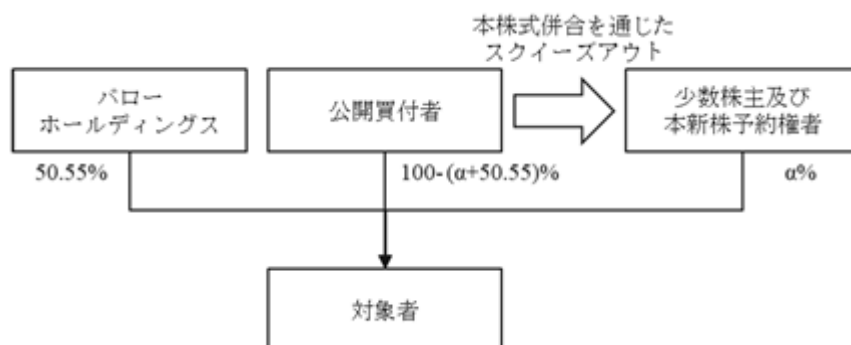 本株式併合を通じた
スクイーズアウト
バロー
ホールディングス
公開買付者
少数株主及び
本新株予約権者
50.55%
100-(α+50.55)%
α%
対象者